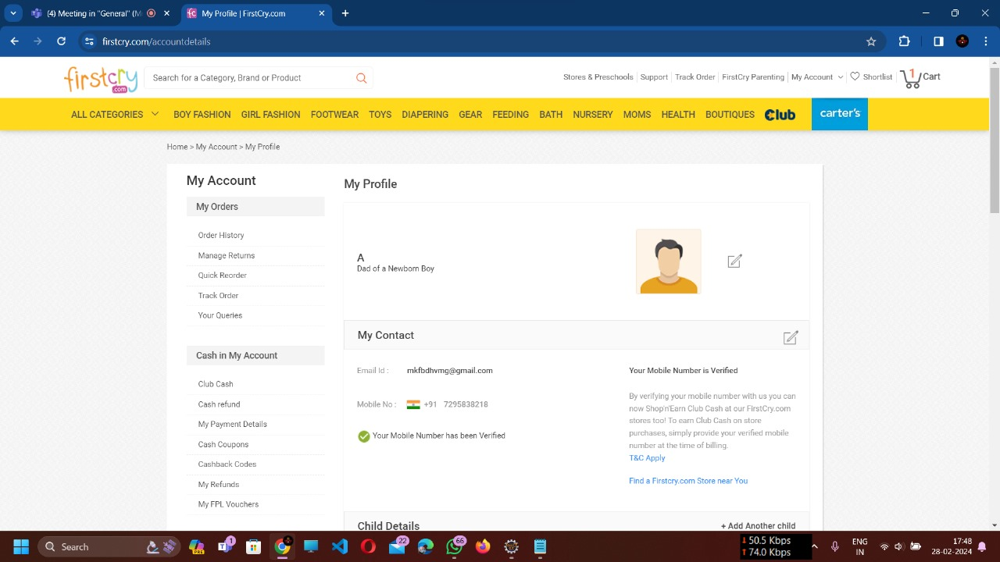 (4) Meeting in "General" (M
My Profile | FirstCry.com
firstcry.com/accountdetails
firstcry
.com
Search for a Category, Brand or Product
Stores & Preschools
Support
Track Order
FirstCry Parenting
My Account
Shortlist
1
Cart
ALL CATEGORIES
BOY FASHION
GIRL FASHION
FOOTWEAR
TOYS
DIAPERING
GEAR
FEEDING
BATH
NURSERY
MOMS
HEALTH
BOUTIQUES
Club
carter's
Home > My Account > My Profile
My Account
My Orders
Order History
Manage Returns
Quick Reorder
Track Order
Your Queries
Cash in My Account
Club Cash
Cash refund
My Payment Details
Cash Coupons
Cashback Codes
My Refunds
My FPL Vouchers
My Profile
A
Dad of a Newborn Boy
My Contact
Email Id : mkfbdhvmg@gmail.com
Mobile No : +91 7295838218
Your Mobile Number has been Verified
Your Mobile Number is Verified
By verifying your mobile number with us you can
now Shop'n'Earn Club Cash at our FirstCry.com
stores too! To earn Club Cash on store
purchases, simply provide your verified mobile
number at the time of billing.
T&C Apply
Find a Firstcry.com Store near You
Child Details
+ Add Another child
Search
PRE
1
22
66
50.5 Kbps
74.0 Kbps
ENG
IN
17:48
28-02-2024